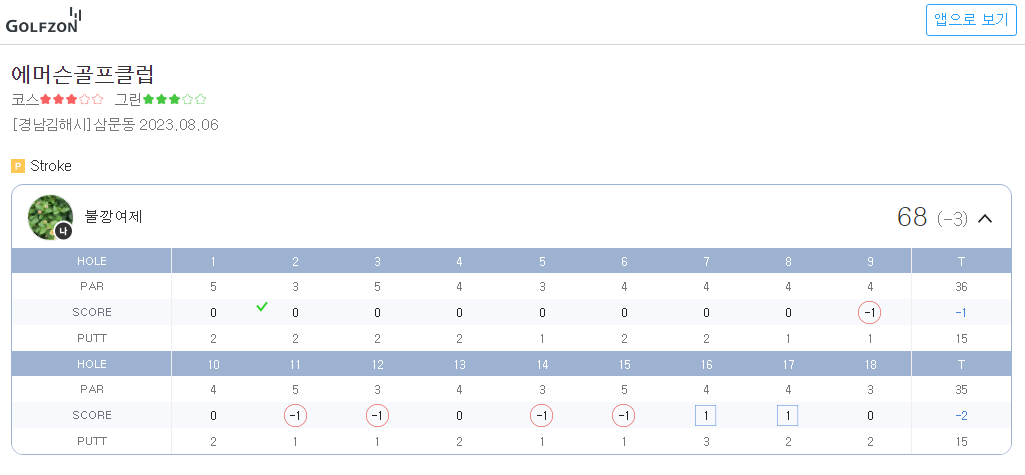 GOLFZON 앱으로 보기
에머슨골프클럽
코스★★★☆☆ 그린★★★☆☆
[경남김해시]삼문동 2023.08.06
P Stroke
나 불깡여제 68 (-3)
HOLE 1 2 3 4 5 6 7 8 9 T
PAR 5 3 5 4 3 4 4 4 4 36
SCORE 0 0 0 0 0 0 0 0 -1 -1
PUTT 2 2 2 2 1 2 2 1 1 15
HOLE 10 11 12 13 14 15 16 17 18 T
PAR 4 5 3 4 3 5 4 4 3 35
SCORE 0 -1 -1 0 -1 -1 1 1 0 -2
PUTT 2 1 1 2 1 1 3 2 2 15